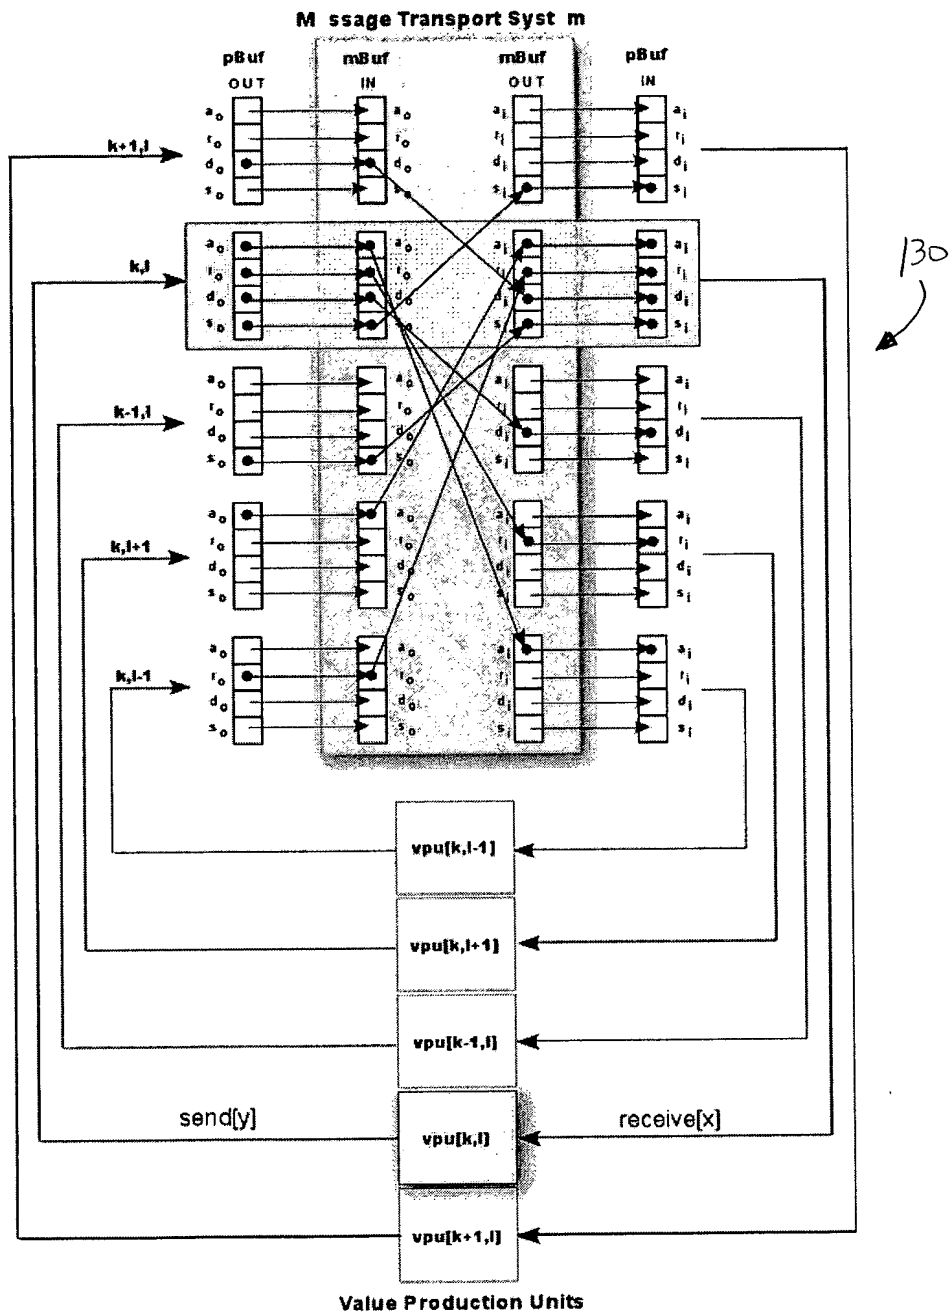 M ssage Transport Syst m
pBuf mBuf mBuf pBuf
OUT IN OUT IN
k+1,l
a o a o a i a i
r o r o r i r i
d o d o d i d i
s o s o s i s i
k,l
a o a o a i a i
r o r o r i r i
d o d o d i d i
s o s o s i s i
130
k-1,l
a o a o a i a i
r o r o r i r i
d o d o d i d i
s o s o s i s i
k,l+1
a o a o a i a i
r o r o r i r i
d o d o d i d i
s o s o s i s i
k,l-1
a o a o a i a i
r o r o r i r i
d o d o d i d i
s o s o s i s i
vpu[k,l-1]
vpu[k,l+1]
vpu[k-1,l]
send[y] vpu[k,l] receive[x]
vpu[k+1,l]
Value Production Units